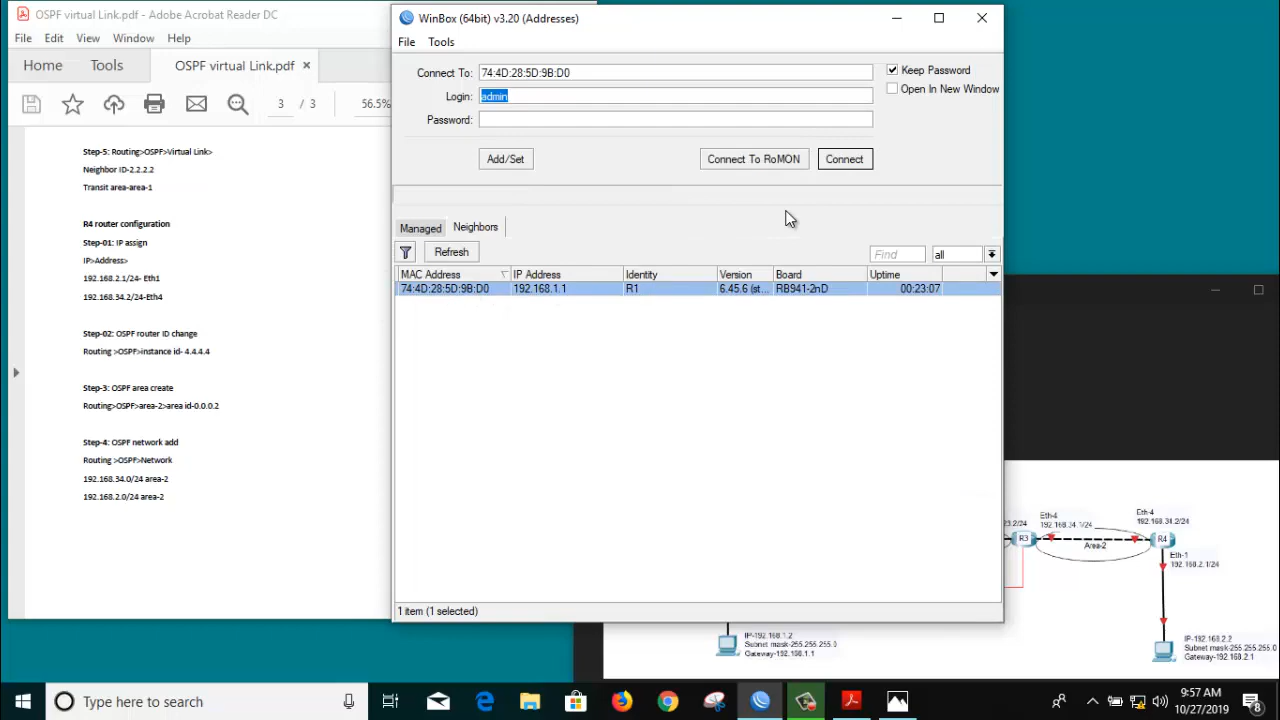 OSPF virtual Link.pdf - Adobe Acrobat Reader DC
File Edit View Window Help
Home Tools OSPF virtual Link.pdf ×
3 / 3 56.5%
Step-5: Routing>OSPF>Virtual Link>
Neighbor ID-2.2.2.2
Transit area-area-1
R4 router configuration
Step-01: IP assign
IP>Address>
192.168.2.1/24- Eth1
192.168.34.2/24-Eth4
Step-02: OSPF router ID change
Routing >OSPF>instance id- 4.4.4.4
Step-3: OSPF area create
Routing>OSPF>area-2>area id-0.0.0.2
Step-4: OSPF network add
Routing >OSPF>Network
192.168.34.0/24 area-2
192.168.2.0/24 area-2
WinBox (64bit) v3.20 (Addresses)
File Tools
Connect To: 74:4D:28:5D:9B:D0
Keep Password
Login: admin
Open In New Window
Password:
Add/Set Connect To RoMON Connect
Managed Neighbors
Refresh Find all
MAC Address IP Address Identity Version Board Uptime
74:4D:28:5D:9B:D0 192.168.1.1 R1 6.45.6 (st... RB941-2nD 00:23:07
1 item (1 selected)
23.2/24
R3
Eth-4
192.168.34.1/24
Area-2
Eth-4
192.168.34.2/24
R4
Eth-1
192.168.2.1/24
IP-192.168.1.2
Subnet mask-255.255.255.0
Gateway-192.168.1.1
IP-192.168.2.2
Subnet mask-255.255.255.0
Gateway-192.168.2.1
Type here to search
9:57 AM
10/27/2019
8